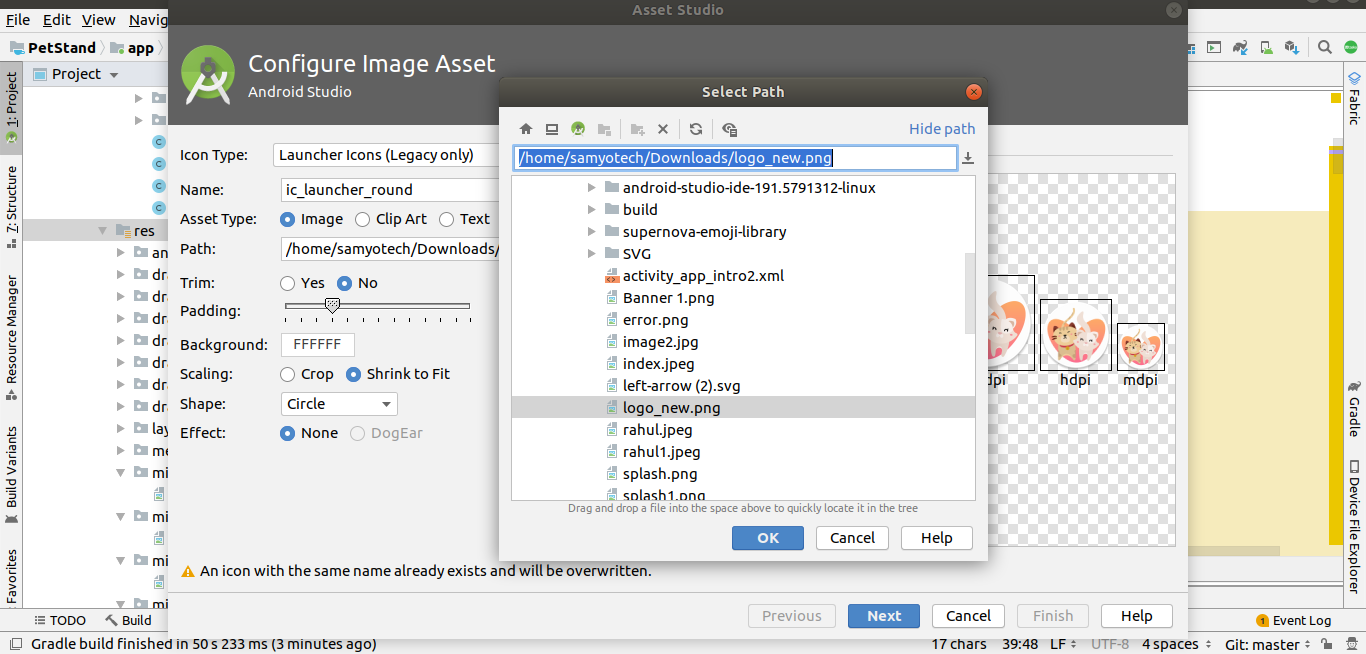 Asset Studio
File Edit View Navig
PetStand app
Project
1: Project
7: Structure
Resource Manager
Build Variants
Favorites
res
an
dr
dr
dr
dr
dr
dr
dr
dr
lay
me
mi
mi
mi
mi
Configure Image Asset
Android Studio
Icon Type: Launcher Icons (Legacy only)
Name: ic_launcher_round
Asset Type: Image Clip Art Text
Path: /home/samyotech/Downloads/
Trim: Yes No
Padding:
Background: FFFFFF
Scaling: Crop Shrink to Fit
Shape: Circle
Effect: None DogEar
Select Path
Hide path
/home/samyotech/Downloads/logo_new.png
android-studio-ide-191.5791312-linux
build
supernova-emoji-library
SVG
activity_app_intro2.xml
Banner 1.png
error.png
image2.jpg
index.jpeg
left-arrow (2).svg
logo_new.png
rahul.jpeg
rahul1.jpeg
splash.png
splash1.png
Drag and drop a file into the space above to quickly locate it in the tree
OK Cancel Help
dpi hdpi mdpi
An icon with the same name already exists and will be overwritten.
Previous Next Cancel Finish Help
Fabric
Gradle
Device File Explorer
TODO Build
1 Event Log
Gradle build finished in 50 s 233 ms (3 minutes ago)
17 chars 39:48 LF UTF-8 4 spaces Git: master